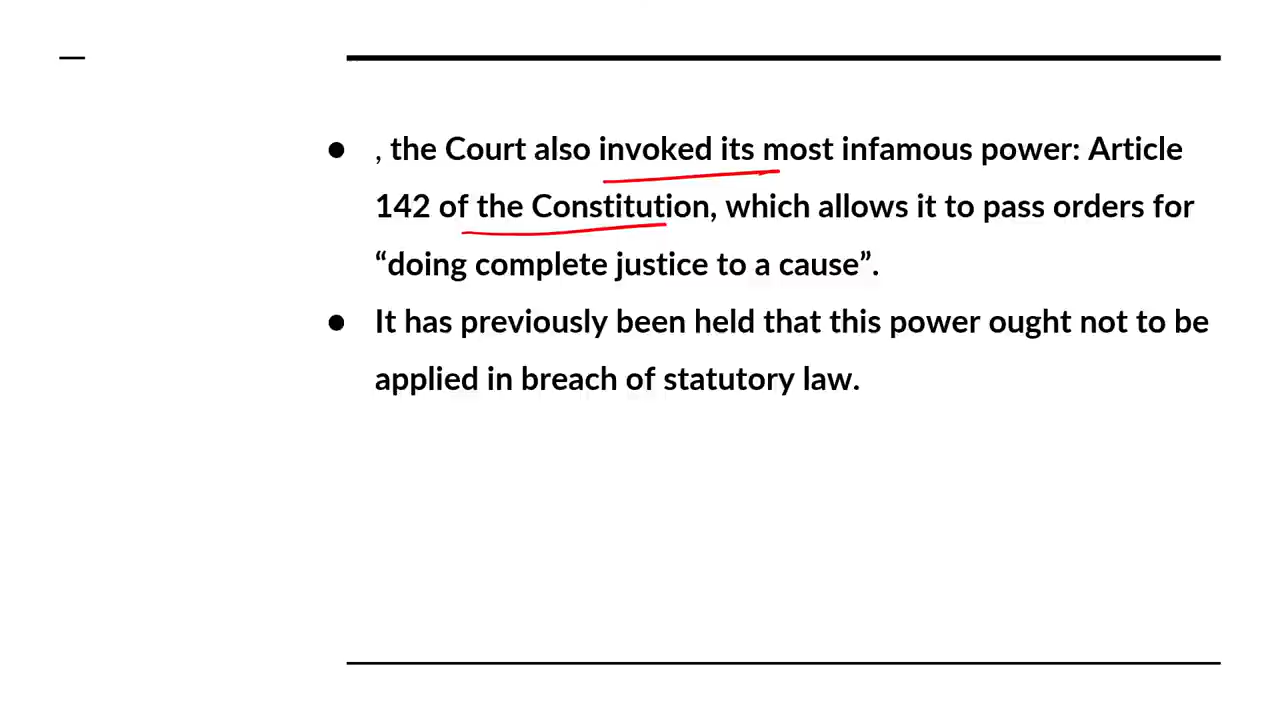 ● , the Court also invoked its most infamous power: Article
142 of the Constitution, which allows it to pass orders for
“doing complete justice to a cause”.
● It has previously been held that this power ought not to be
applied in breach of statutory law.